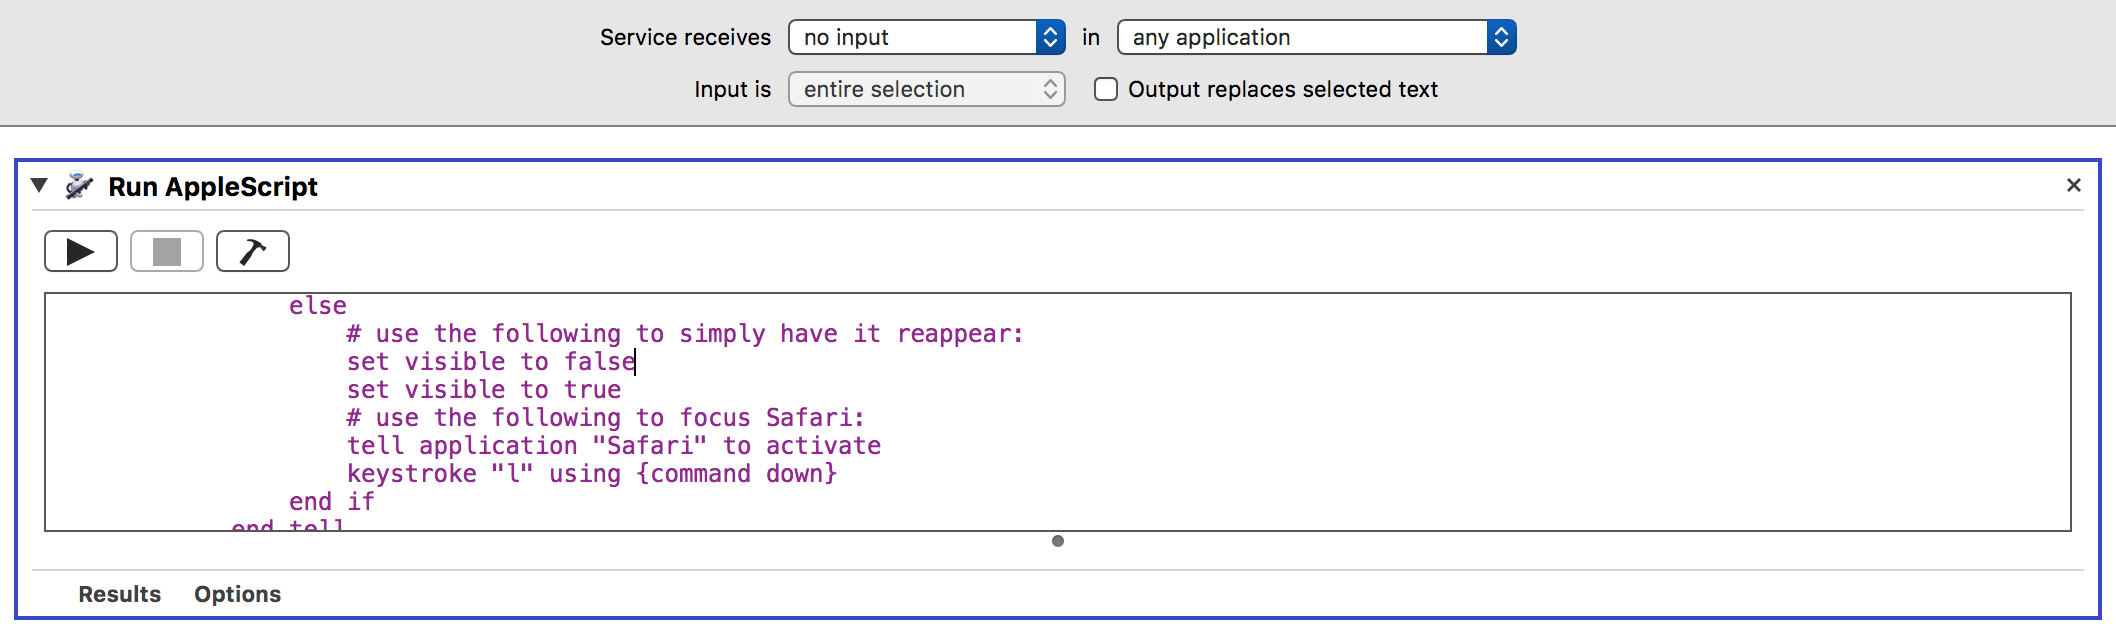 Service receives no input in any application
Input is entire selection Output replaces selected text
Run AppleScript
else
# use the following to simply have it reappear:
set visible to false
set visible to true
# use the following to focus Safari:
tell application "Safari" to activate
keystroke "l" using {command down}
end if
end tell
Results Options